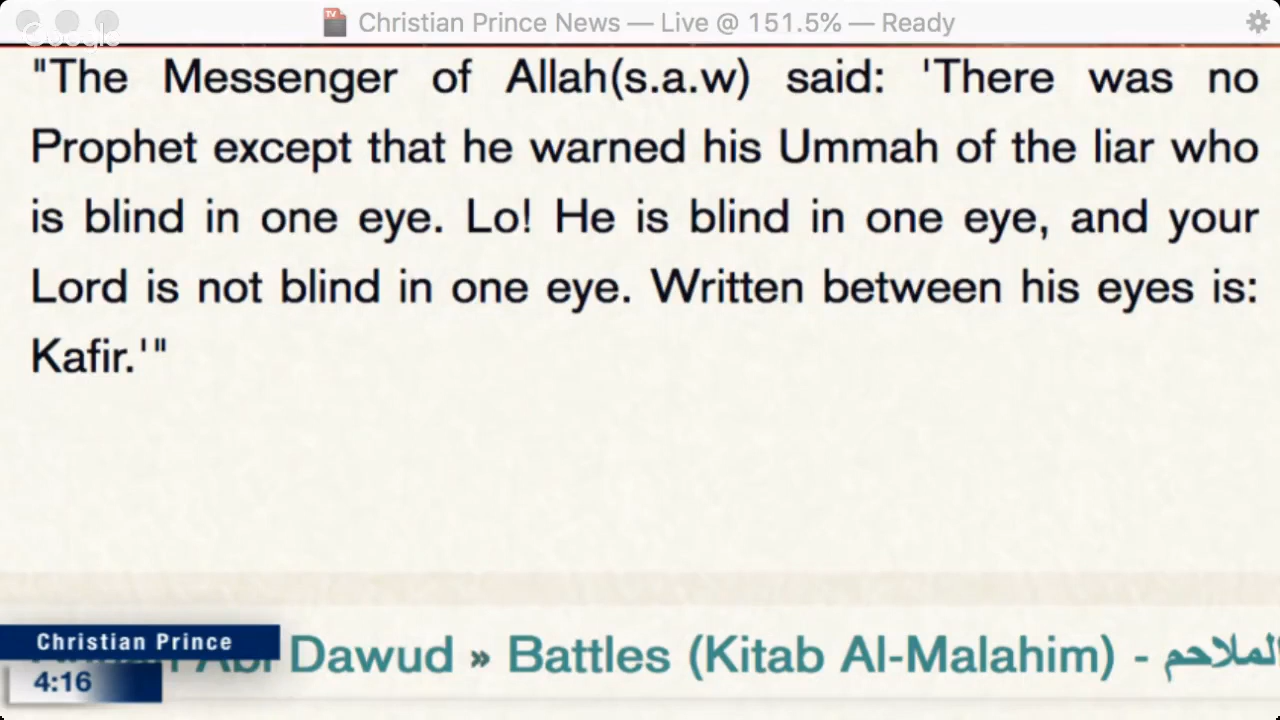 Christian Prince News — Live @ 151.5% — Ready
Google
"The Messenger of Allah(s.a.w) said: 'There was no
Prophet except that he warned his Ummah of the liar who
is blind in one eye. Lo! He is blind in one eye, and your
Lord is not blind in one eye. Written between his eyes is:
Kafir.'"
Christian Prince
Abi Dawud » Battles (Kitab Al-Malahim) - الملاحم
4:16